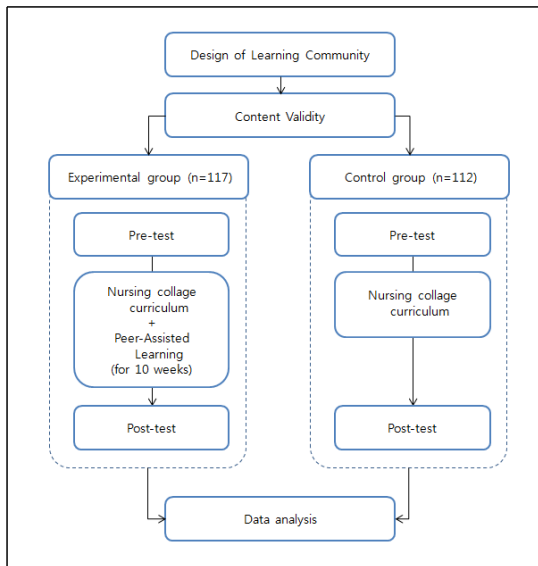 Design of Learning Community
Content Validity
Experimental group (n=117)
Control group (n=112)
Pre-test
Pre-test
Nursing collage
curriculum
+
Peer-Assisted
Learning
(for 10 weeks)
Nursing collage
curriculum
Post-test
Post-test
Data analysis